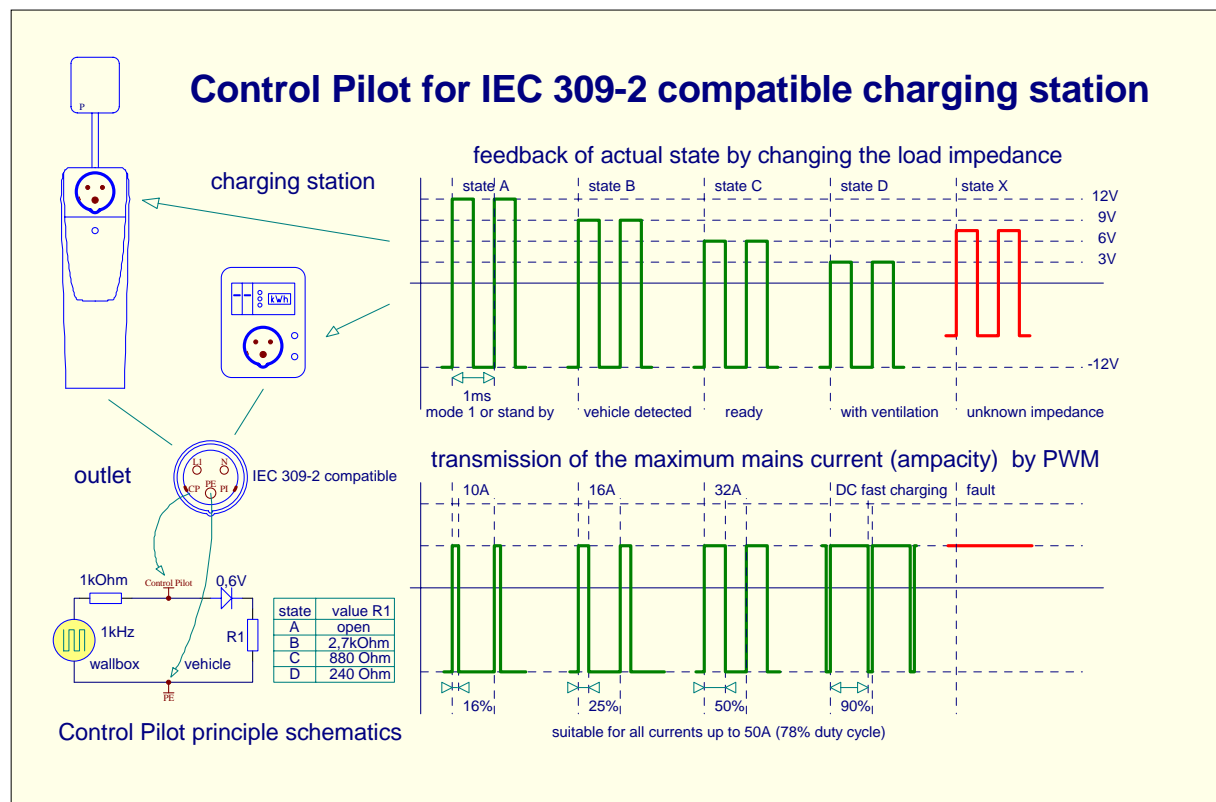 Control Pilot for IEC 309-2 compatible charging station
P
charging station
kWh
feedback of actual state by changing the load impedance
state A
state B
state C
state D
state X
12V
9V
6V
3V
-12V
1ms
mode 1 or stand by
vehicle detected
ready
with ventilation
unknown impedance
outlet
L1
N
CP
PE
PI
IEC 309-2 compatible
transmission of the maximum mains current (ampacity) by PWM
10A
16A
32A
DC fast charging
fault
16%
25%
50%
90%
suitable for all currents up to 50A (78% duty cycle)
1kOhm
Control Pilot
0,6V
1kHz
R1
wallbox
vehicle
PE
state value R1
A open
B 2,7kOhm
C 880 Ohm
D 240 Ohm
Control Pilot principle schematics